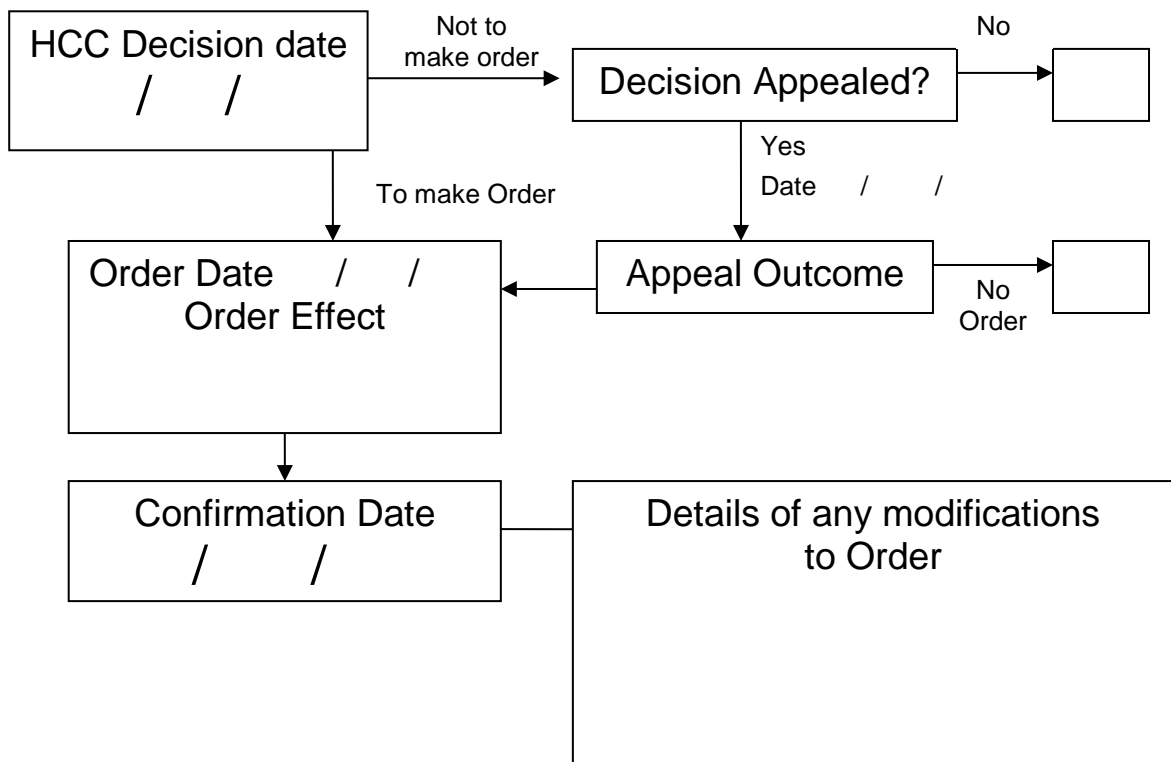 HCC Decision date
/ /
Not to
make order
Decision Appealed?
No
Yes
Date / /
To make Order
Order Date / /
Order Effect
Appeal Outcome
No
Order
Confirmation Date
/ /
Details of any modifications
to Order